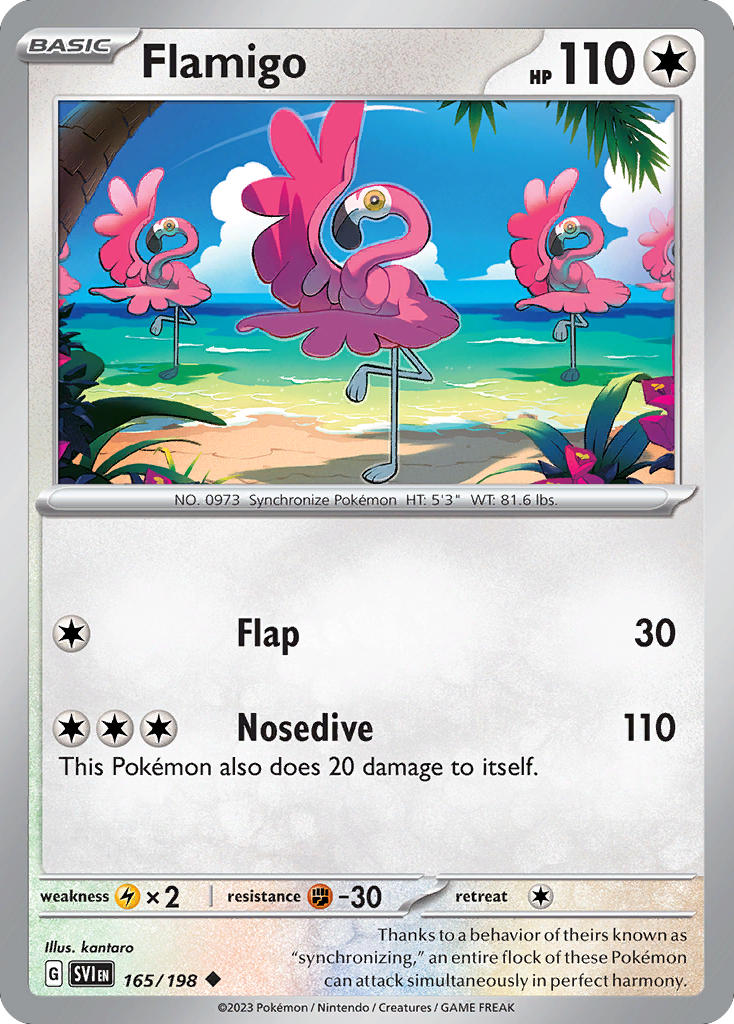 BASIC
Flamigo
HP 110
NO. 0973 Synchronize Pokémon HT: 5'3" WT: 81.6 lbs.
Flap 30
Nosedive 110
This Pokémon also does 20 damage to itself.
weakness ×2 resistance -30 retreat
Illus. kantaro
G SVI EN 165/198
Thanks to a behavior of theirs known as
“synchronizing,” an entire flock of these Pokémon
can attack simultaneously in perfect harmony.
©2023 Pokémon / Nintendo / Creatures / GAME FREAK